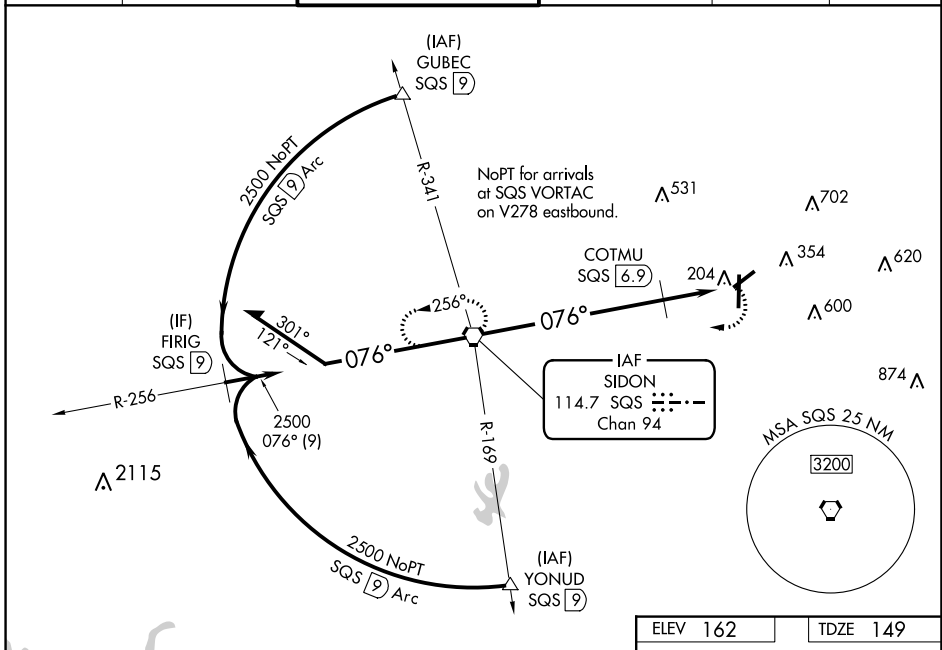 (IAF)
GUBEC
SQS 9
2500 NoPT
SQS 9 Arc
R-341
NoPT for arrivals
at SQS VORTAC
on V278 eastbound.
531
702
354
620
COTMU
SQS 6.9
204
600
256°
076°
(IF)
FIRIG
SQS 9
301°
121°
076°
IAF
SIDON
114.7 SQS
Chan 94
874
R-256
2500
076° (9)
R-169
MSA SQS 25 NM
3200
2115
2500 NoPT
SQS 9 Arc
(IAF)
YONUD
SQS 9
ELEV 162
TDZE 149